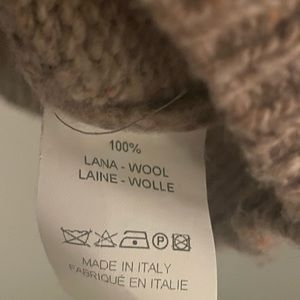 100%
LANA - WOOL
LAINE - WOLLE
MADE IN ITALY
FABRIQUÉ EN ITALIE